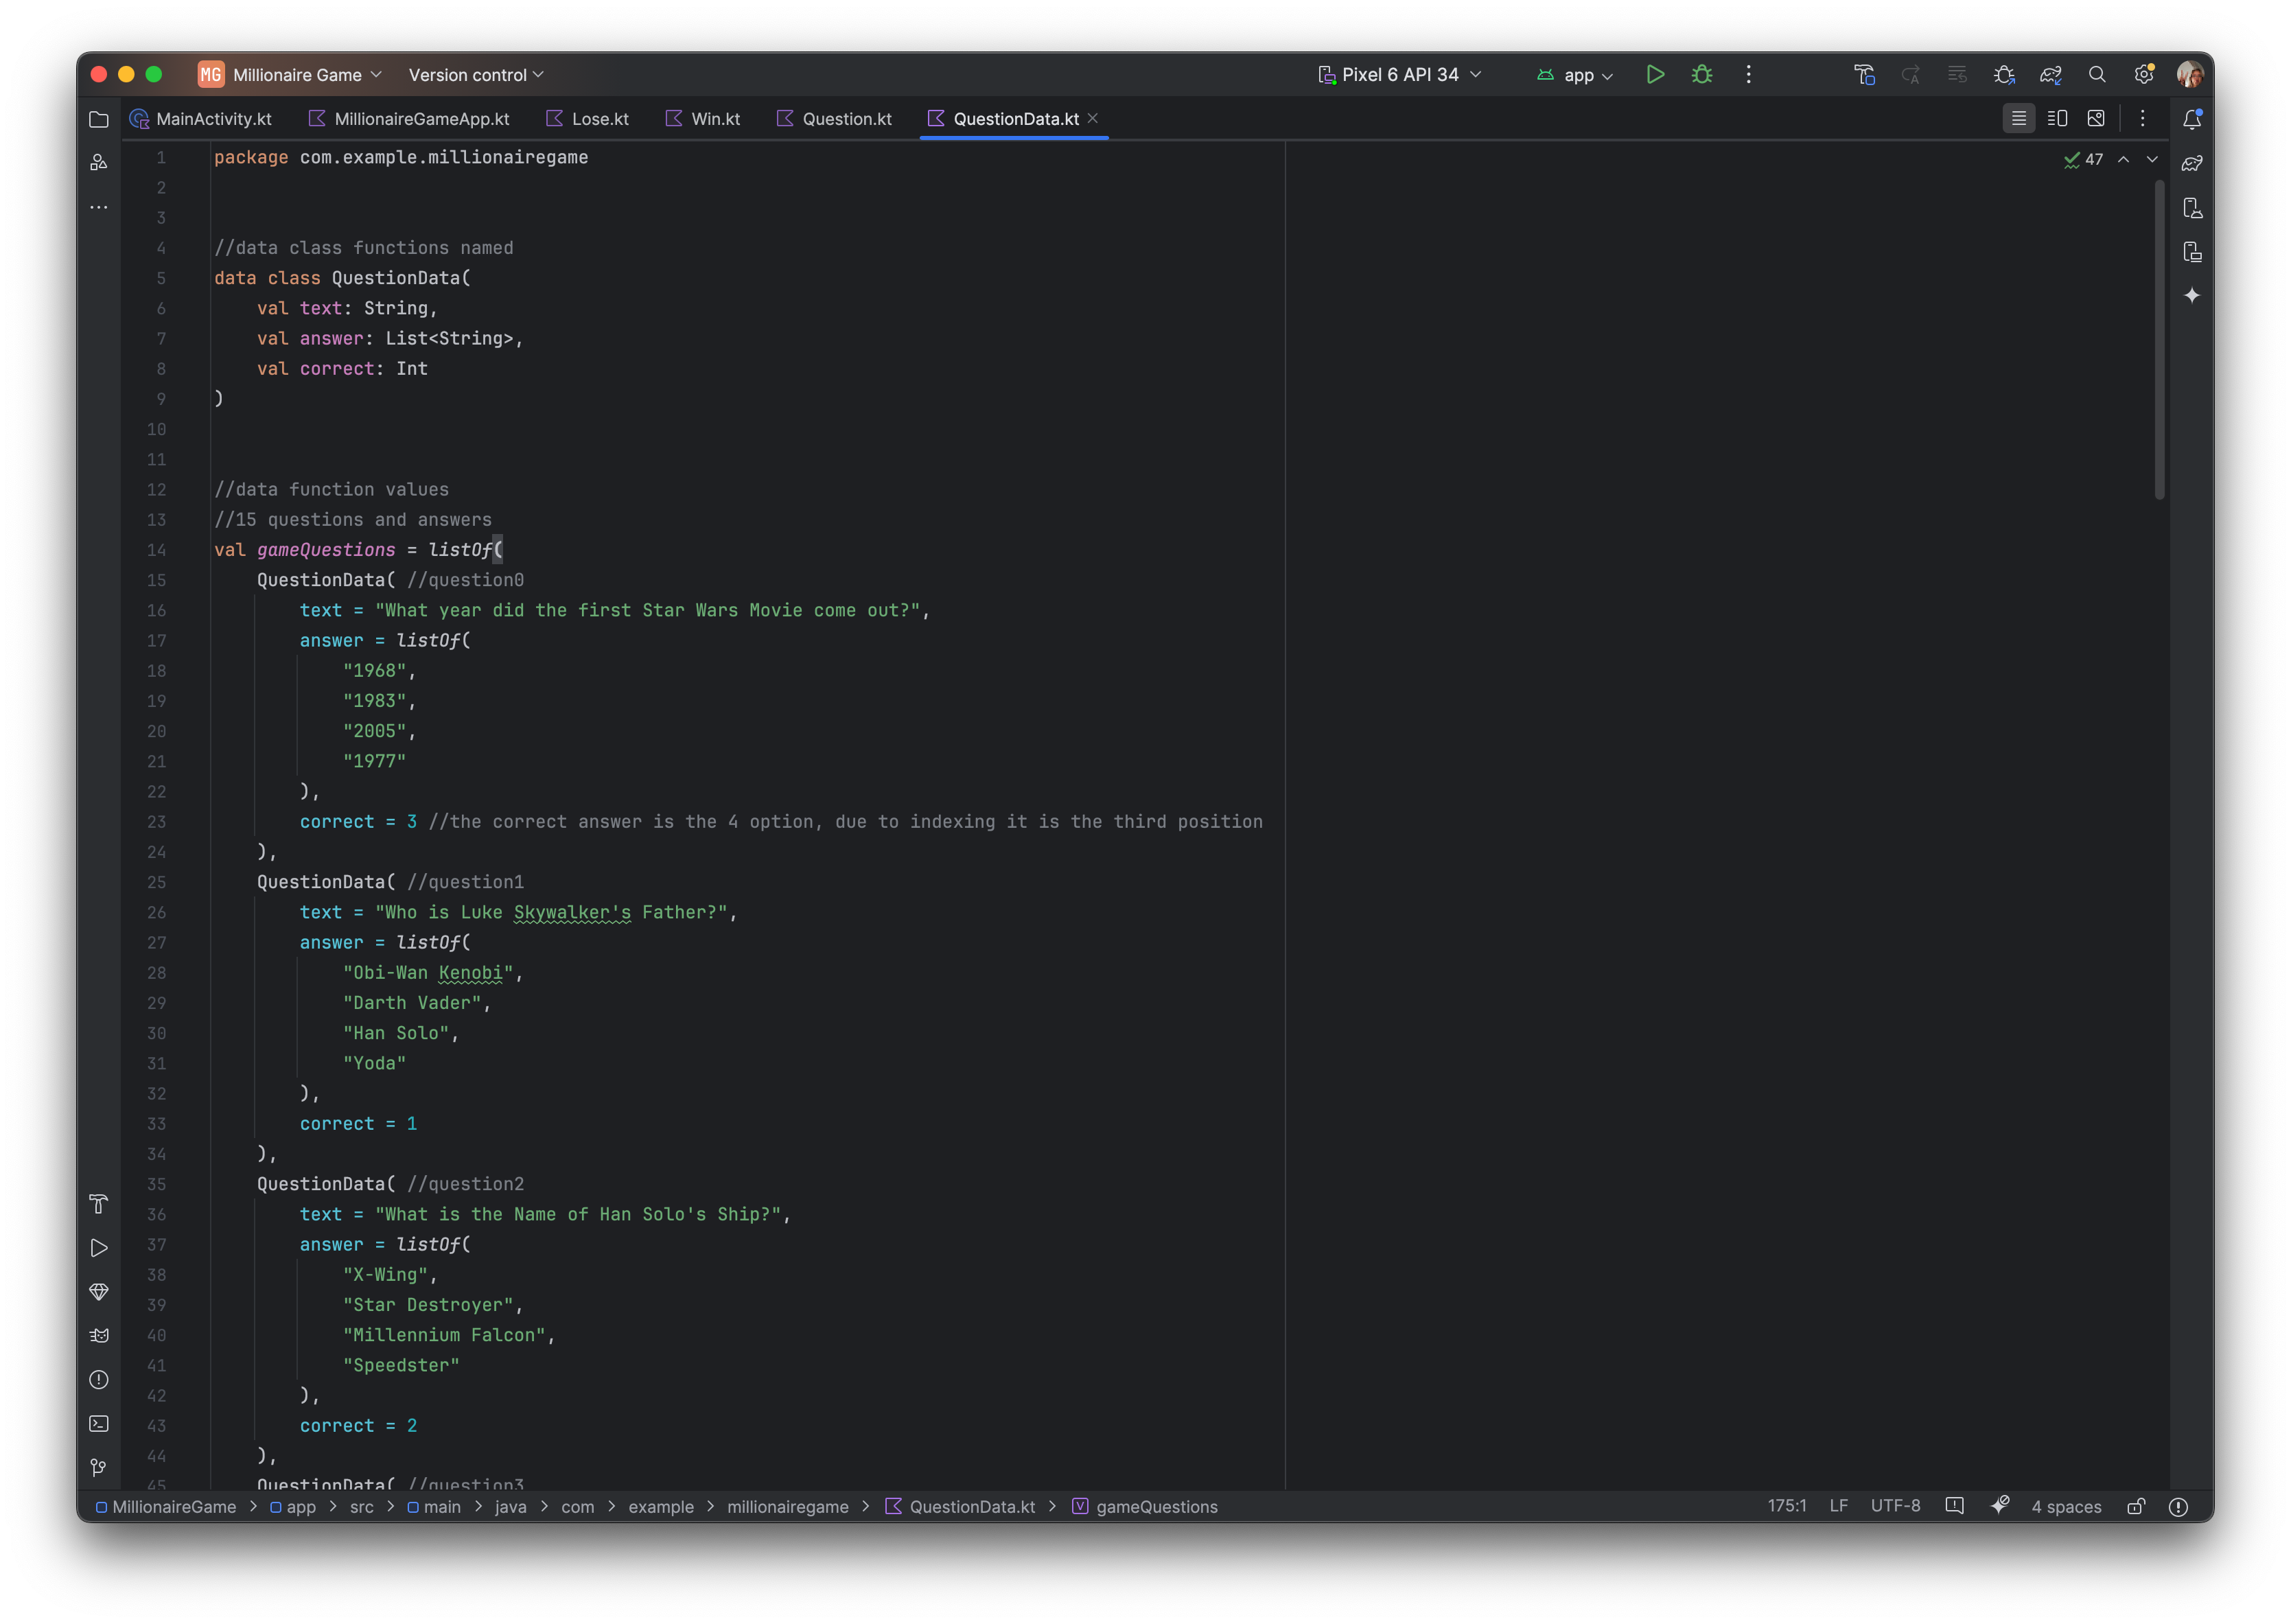 MG Millionaire Game Version control Pixel 6 API 34 app
MainActivity.kt MillionaireGameApp.kt Lose.kt Win.kt Question.kt QuestionData.kt
47
1 package com.example.millionairegame
2
3
4 //data class functions named
5 data class QuestionData(
6     val text: String,
7     val answer: List<String>,
8     val correct: Int
9 )
10
11
12 //data function values
13 //15 questions and answers
14 val gameQuestions = listOf(
15     QuestionData( //question0
16         text = "What year did the first Star Wars Movie come out?",
17         answer = listOf(
18             "1968",
19             "1983",
20             "2005",
21             "1977"
22         ),
23         correct = 3 //the correct answer is the 4 option, due to indexing it is the third position
24     ),
25     QuestionData( //question1
26         text = "Who is Luke Skywalker's Father?",
27         answer = listOf(
28             "Obi-Wan Kenobi",
29             "Darth Vader",
30             "Han Solo",
31             "Yoda"
32         ),
33         correct = 1
34     ),
35     QuestionData( //question2
36         text = "What is the Name of Han Solo's Ship?",
37         answer = listOf(
38             "X-Wing",
39             "Star Destroyer",
40             "Millennium Falcon",
41             "Speedster"
42         ),
43         correct = 2
44     ),
45     QuestionData( //question3
MillionaireGame > app > src > main > java > com > example > millionairegame > QuestionData.kt > gameQuestions 175:1 LF UTF-8 4 spaces